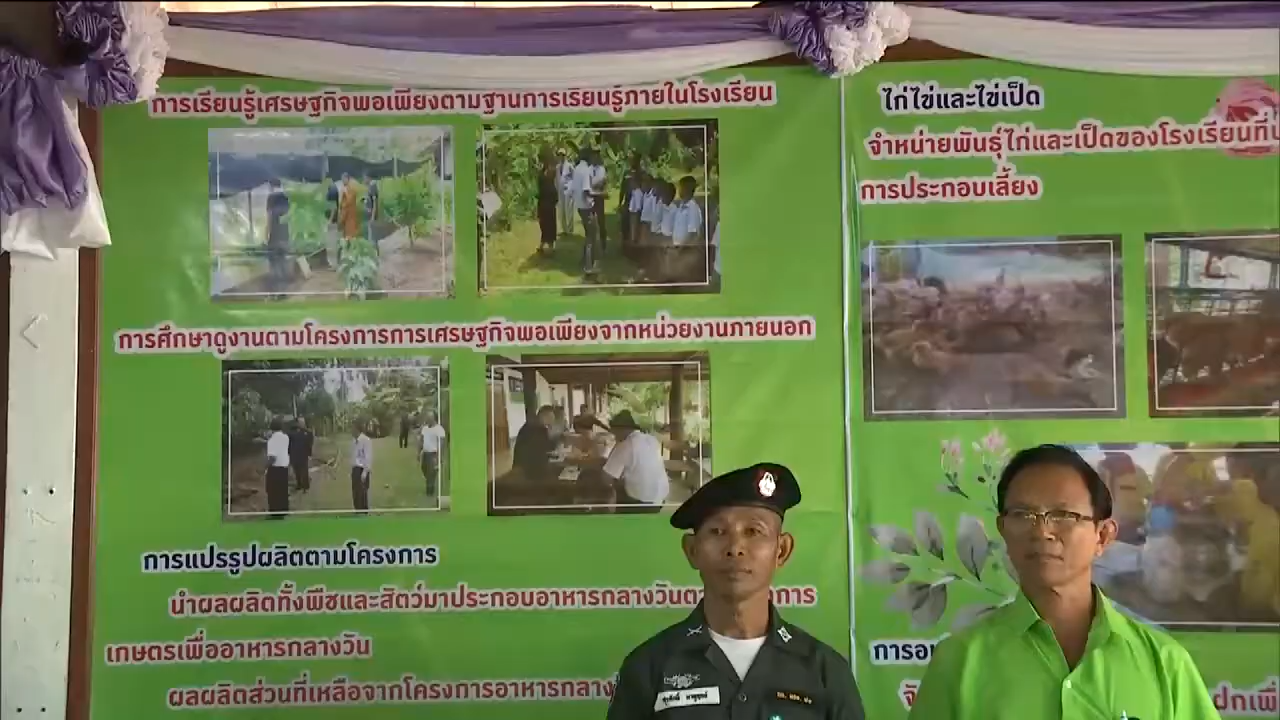 การเรียนรู้เศรษฐกิจพอเพียงตามฐานการเรียนรู้ภายในโรงเรียน
การศึกษาดูงานตามโครงการการเศรษฐกิจพอเพียงจากหน่วยงานภายนอก
การแปรรูปผลิตตามโครงการ
นำผลผลิตทั้งพืชและสัตว์มาประกอบอาหารกลางวันตาม
การ
เกษตรเพื่ออาหารกลางวัน
ผลผลิตส่วนที่เหลือจากโครงการอาหารกลาง
ไก่ไข่และไข่เป็ด
จำหน่ายพันธุ์ไก่และเป็ดของโรงเรียนที่
การประกอบเลี้ยง